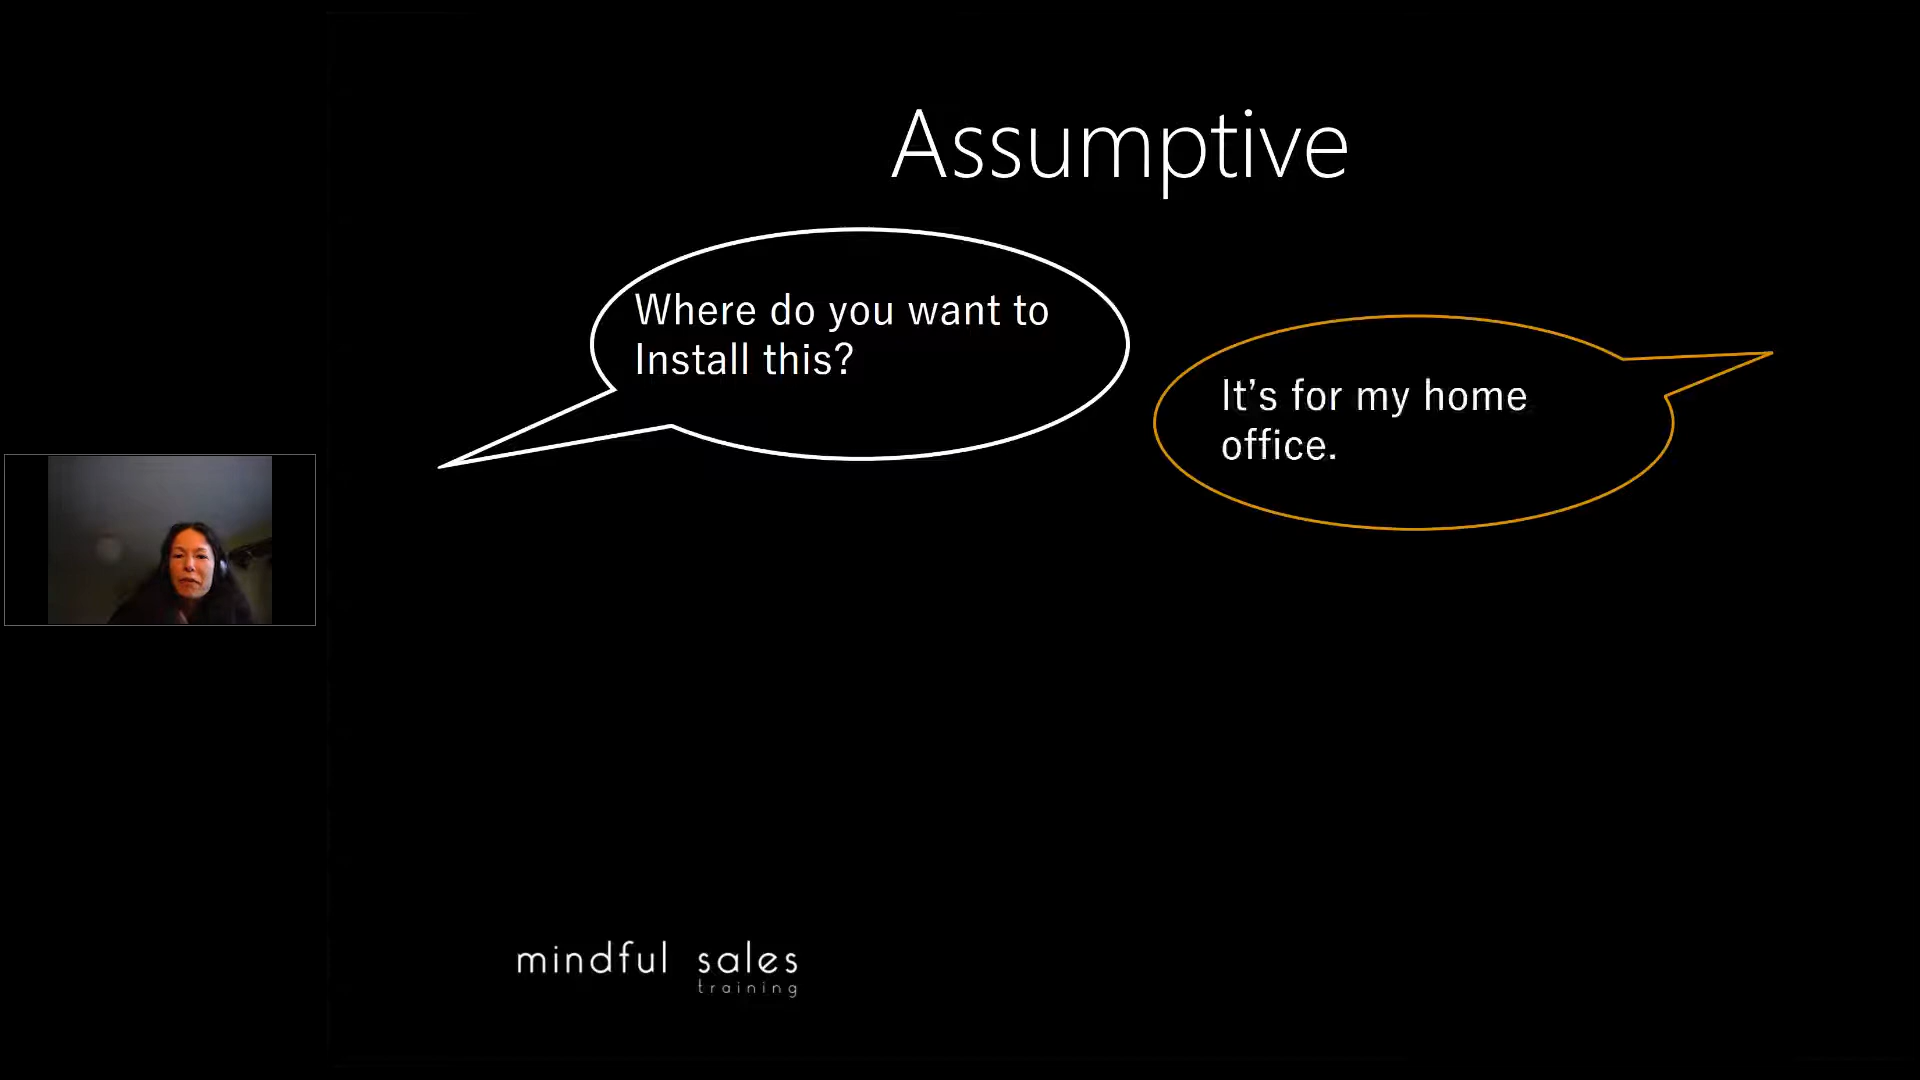 Assumptive
Where do you want to
Install this?
It’s for my home
office.
mindful sales
training